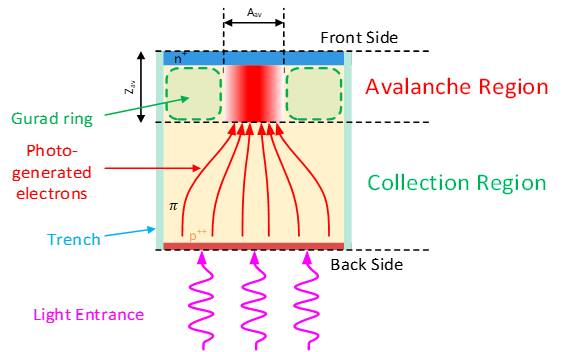 A_av
Front Side
n+
Z_av
Avalanche Region
Gurad ring
Photo-
generated
electrons
Collection Region
π
Trench
p++
Back Side
Light Entrance